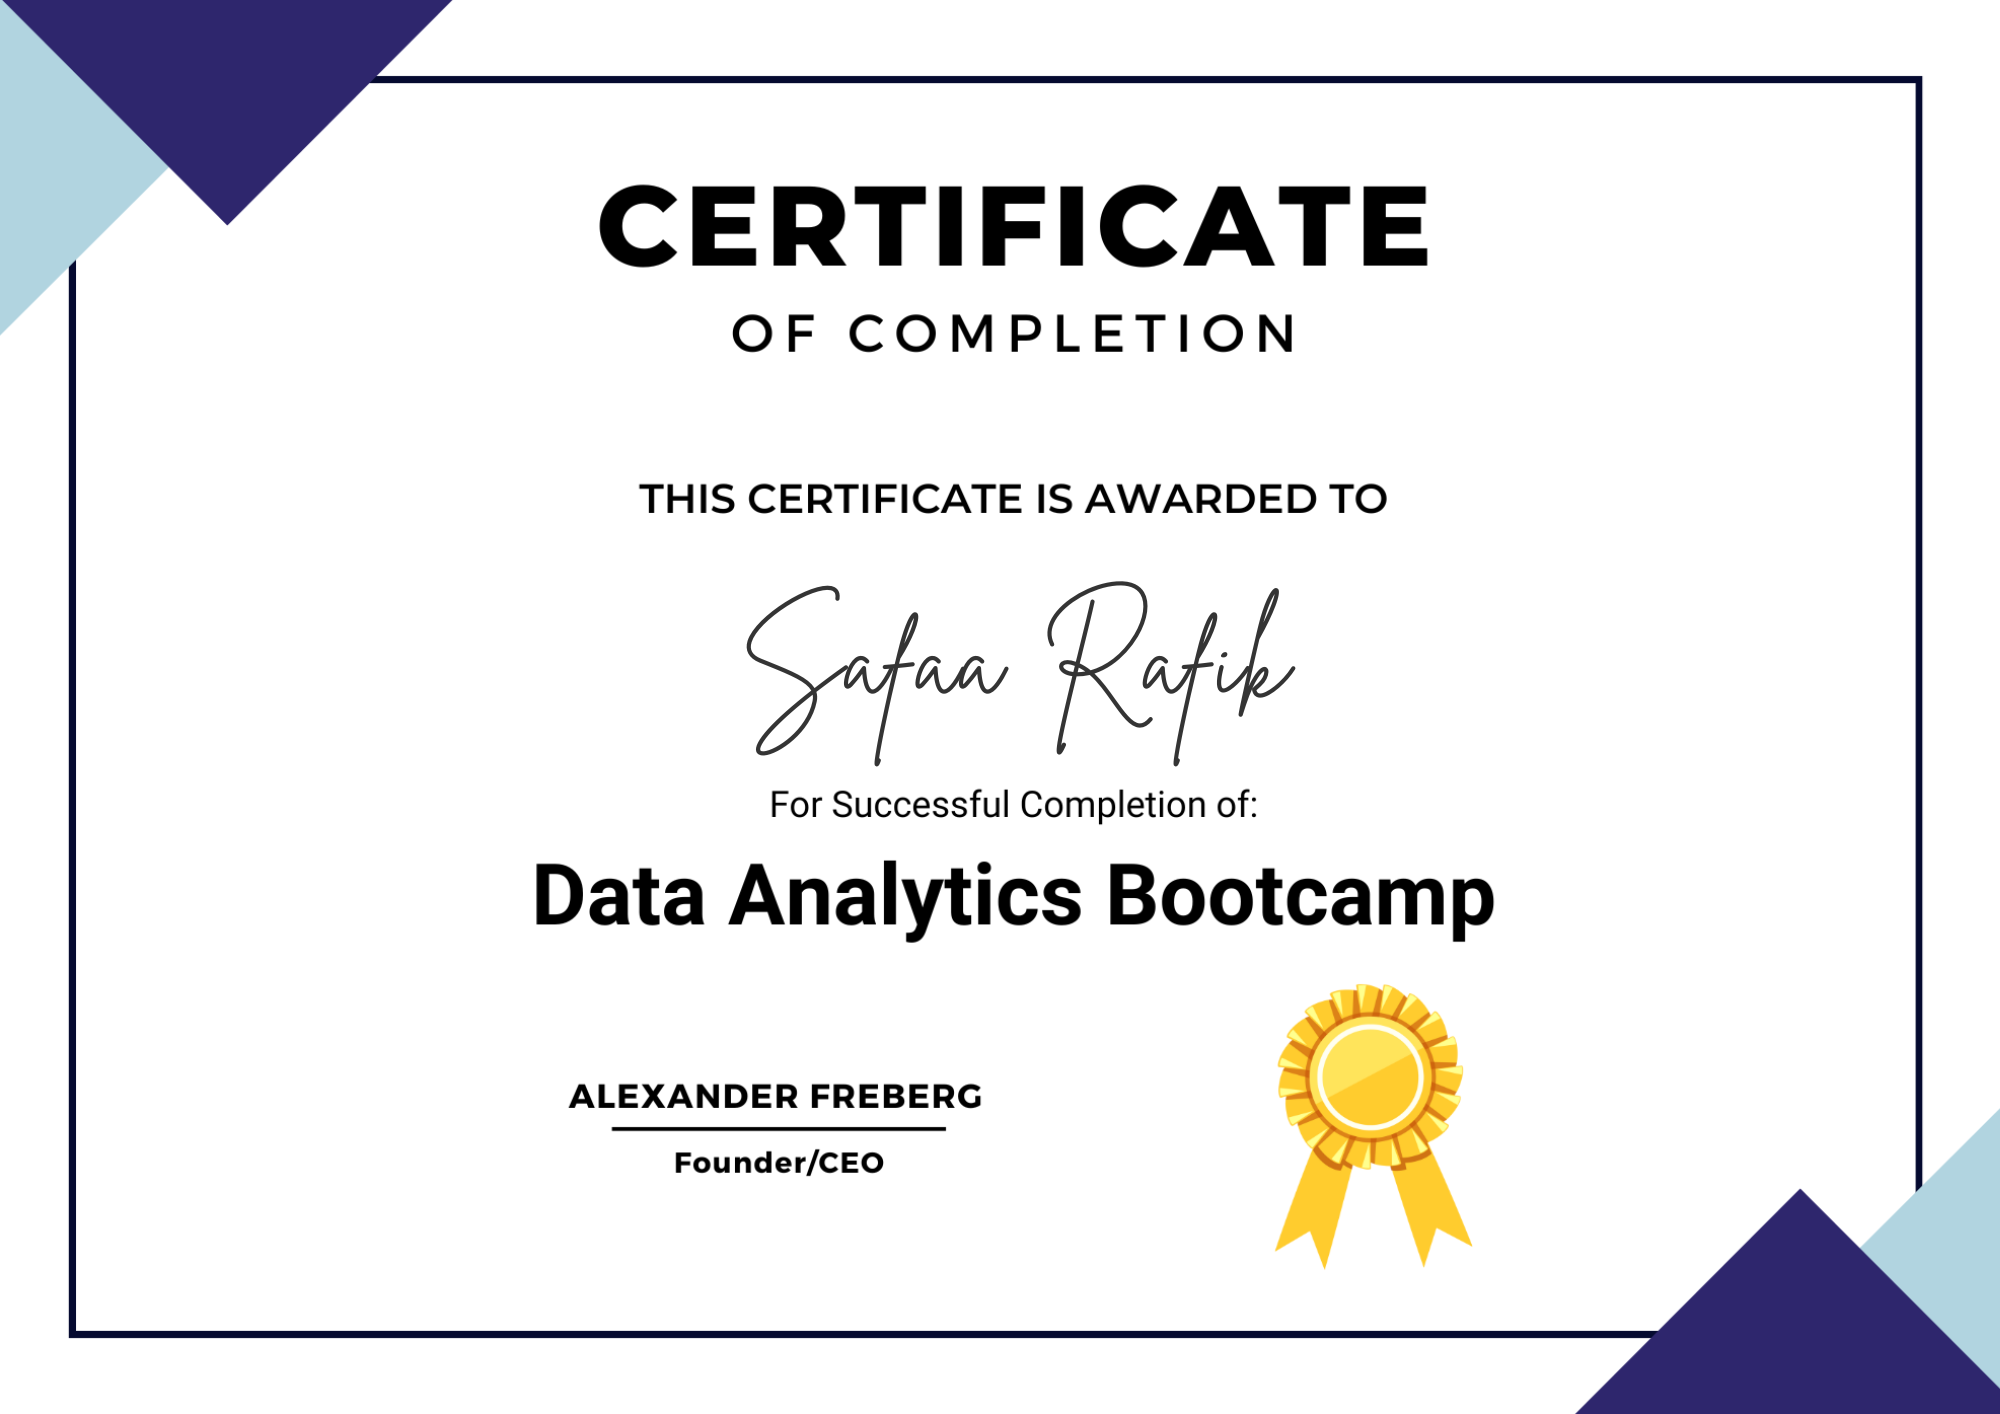 CERTIFICATE
OF COMPLETION
THIS CERTIFICATE IS AWARDED TO
Safaa Rafik
For Successful Completion of:
Data Analytics Bootcamp
ALEXANDER FREBERG
Founder/CEO